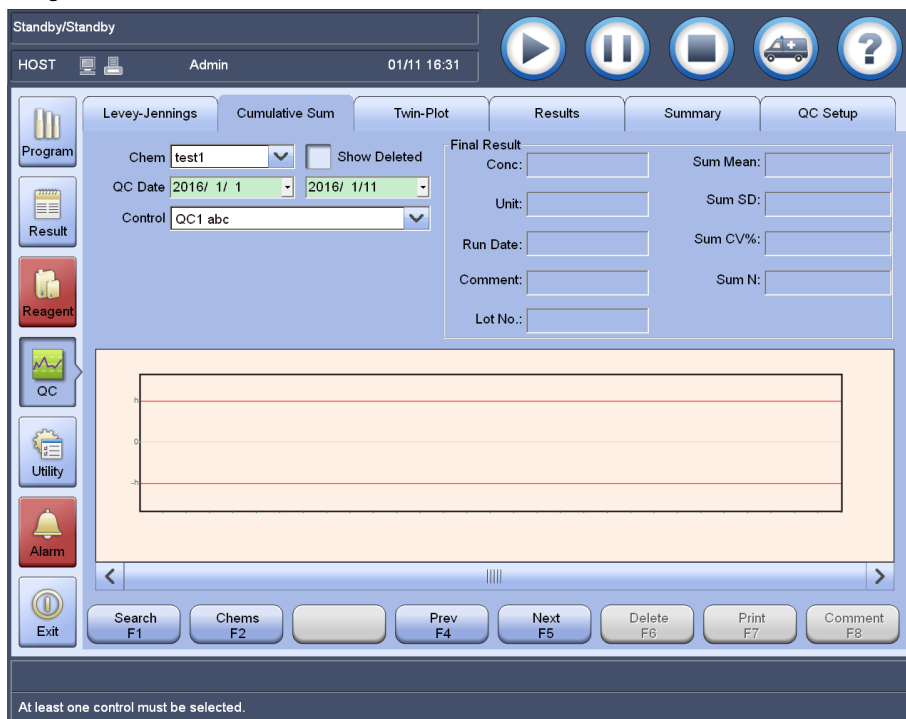 Standby/Standby
HOST Admin 01/11 16:31
Levey-Jennings Cumulative Sum Twin-Plot Results Summary QC Setup
Program
Result
Reagent
QC
Utility
Alarm
Exit
Chem test1 Show Deleted
QC Date 2016/ 1/ 1 2016/ 1/11
Control QC1 abc
Final Result
Conc: Sum Mean:
Unit: Sum SD:
Run Date: Sum CV%:
Comment: Sum N:
Lot No.:
h
0
-h
Search Chems Prev Next Delete Print Comment
F1 F2 F4 F5 F6 F7 F8
At least one control must be selected.